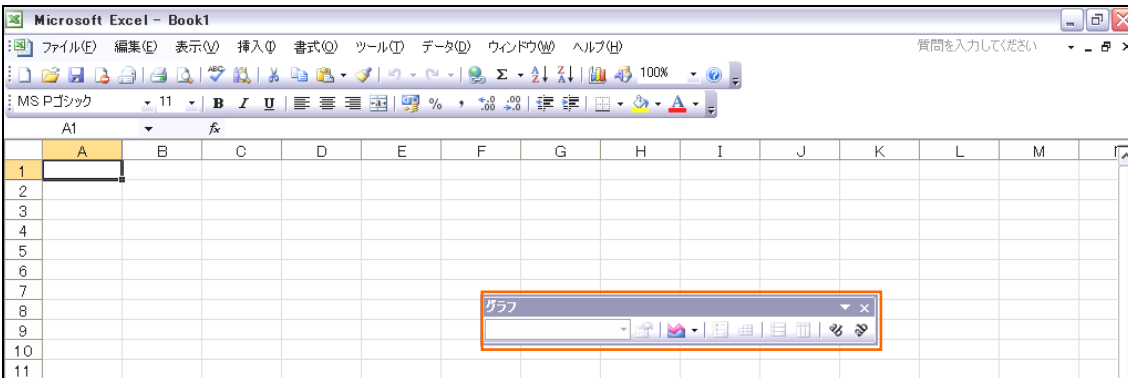 Microsoft Excel - Book1
ファイル(F) 編集(E) 表示(V) 挿入(I) 書式(O) ツール(T) データ(D) ウィンドウ(W) ヘルプ(H) 質問を入力してください
ABC Σ 100%
MS Pゴシック 11 B I U % , .00 .00 A
A1 fx
A B C D E F G H I J K L M
1
2
3
4
5
6
7
8
グラフ
9
10
11